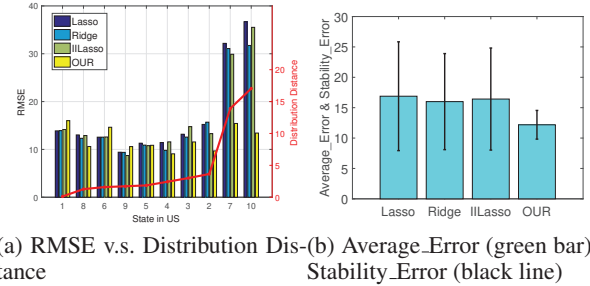 40
30
20
10
0
RMSE
Lasso
Ridge
IILasso
OUR
20
15
10
5
0
Distribution Distance
1 8 6 9 5 4 3 2 7 10
State in US
30
25
20
15
10
5
0
Average_Error & Stability_Error
Lasso Ridge IILasso OUR
(a) RMSE v.s. Distribution Dis-
tance
(b) Average_Error (green bar)
Stability_Error (black line)